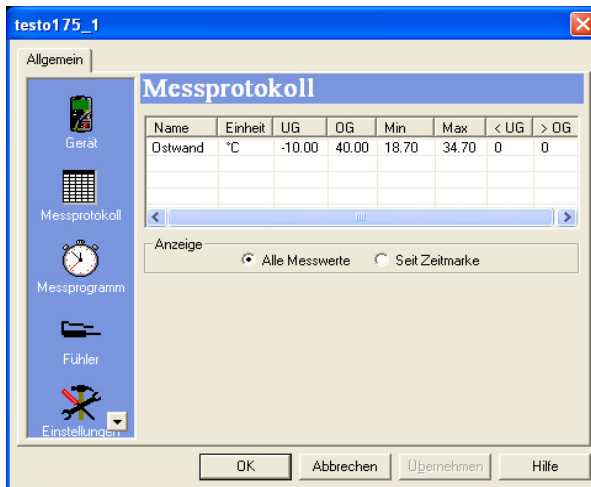 testo175_1
Allgemein
Messprotokoll
Gerät
Messprotokoll
Messprogramm
Fühler
Einstellungen
Name Einheit UG OG Min Max < UG > OG
Ostwand °C -10.00 40.00 18.70 34.70 0 0
Anzeige
Alle Messwerte Seit Zeitmarke
OK Abbrechen Übernehmen Hilfe